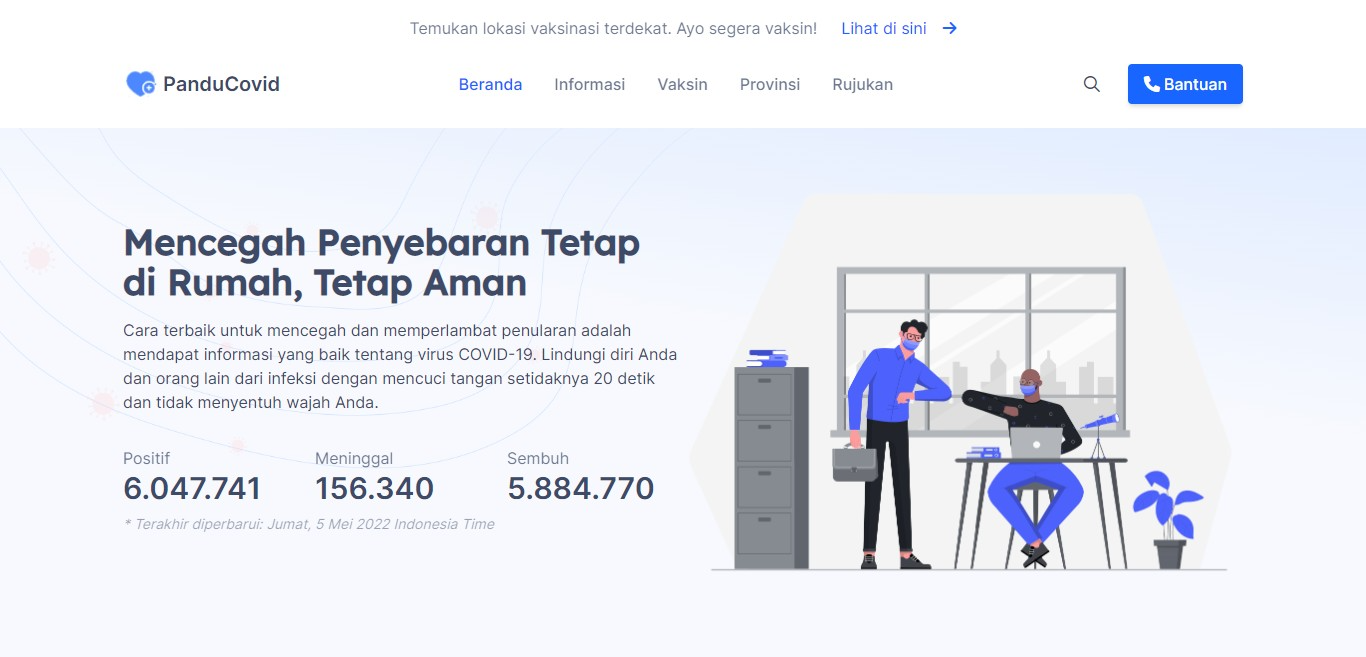 Temukan lokasi vaksinasi terdekat. Ayo segera vaksin! Lihat di sini →
PanduCovid Beranda Informasi Vaksin Provinsi Rujukan Bantuan
Mencegah Penyebaran Tetap
di Rumah, Tetap Aman
Cara terbaik untuk mencegah dan memperlambat penularan adalah
mendapat informasi yang baik tentang virus COVID-19. Lindungi diri Anda
dan orang lain dari infeksi dengan mencuci tangan setidaknya 20 detik
dan tidak menyentuh wajah Anda.
Positif Meninggal Sembuh
6.047.741 156.340 5.884.770
* Terakhir diperbarui: Jumat, 5 Mei 2022 Indonesia Time